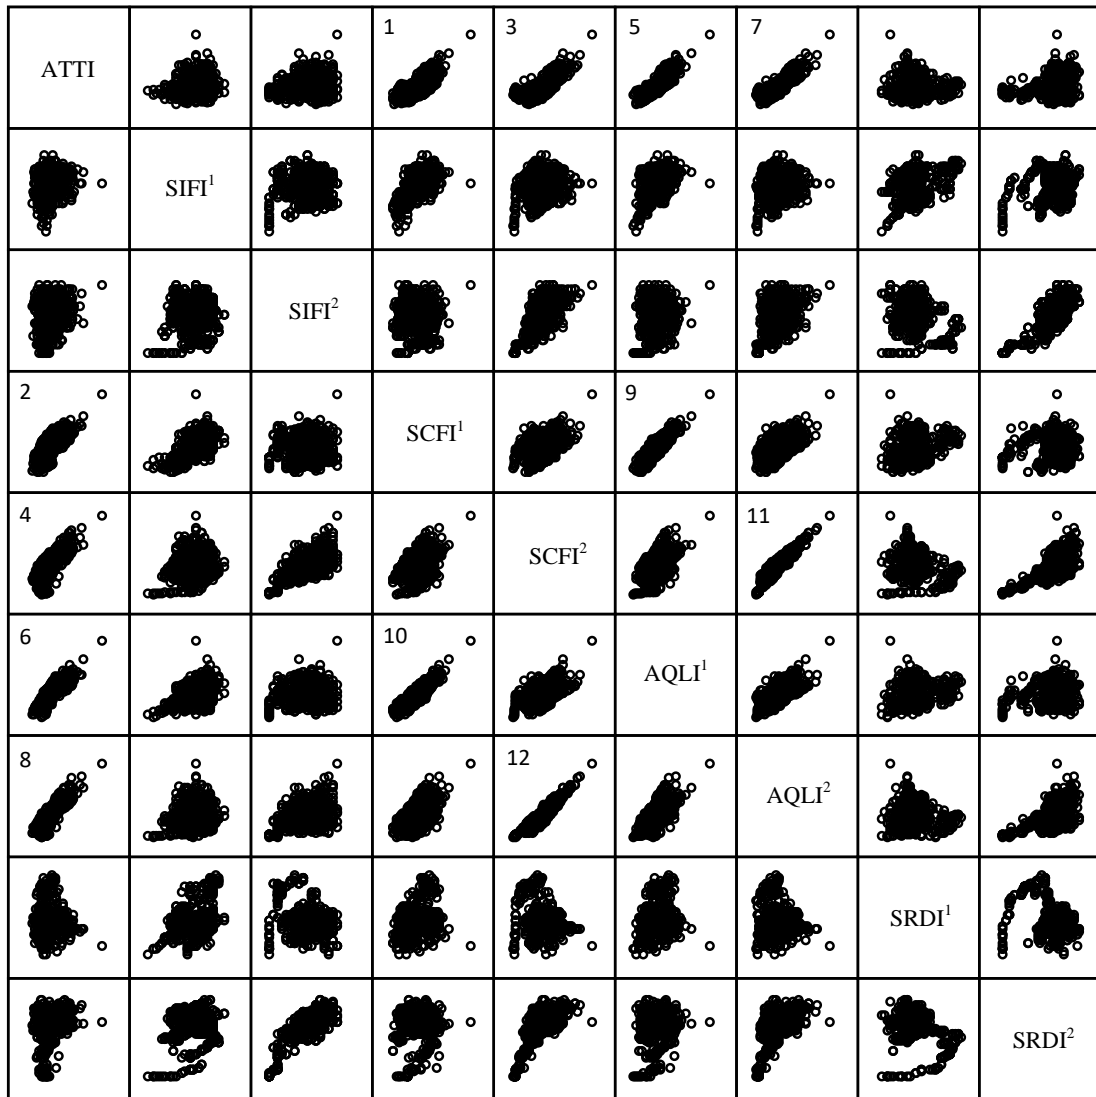 ATTI 1 3 5 7
SIFI¹
SIFI²
2 SCFI¹ 9
4 SCFI² 11
6 10 AQLI¹
8 12 AQLI²
SRDI¹
SRDI²